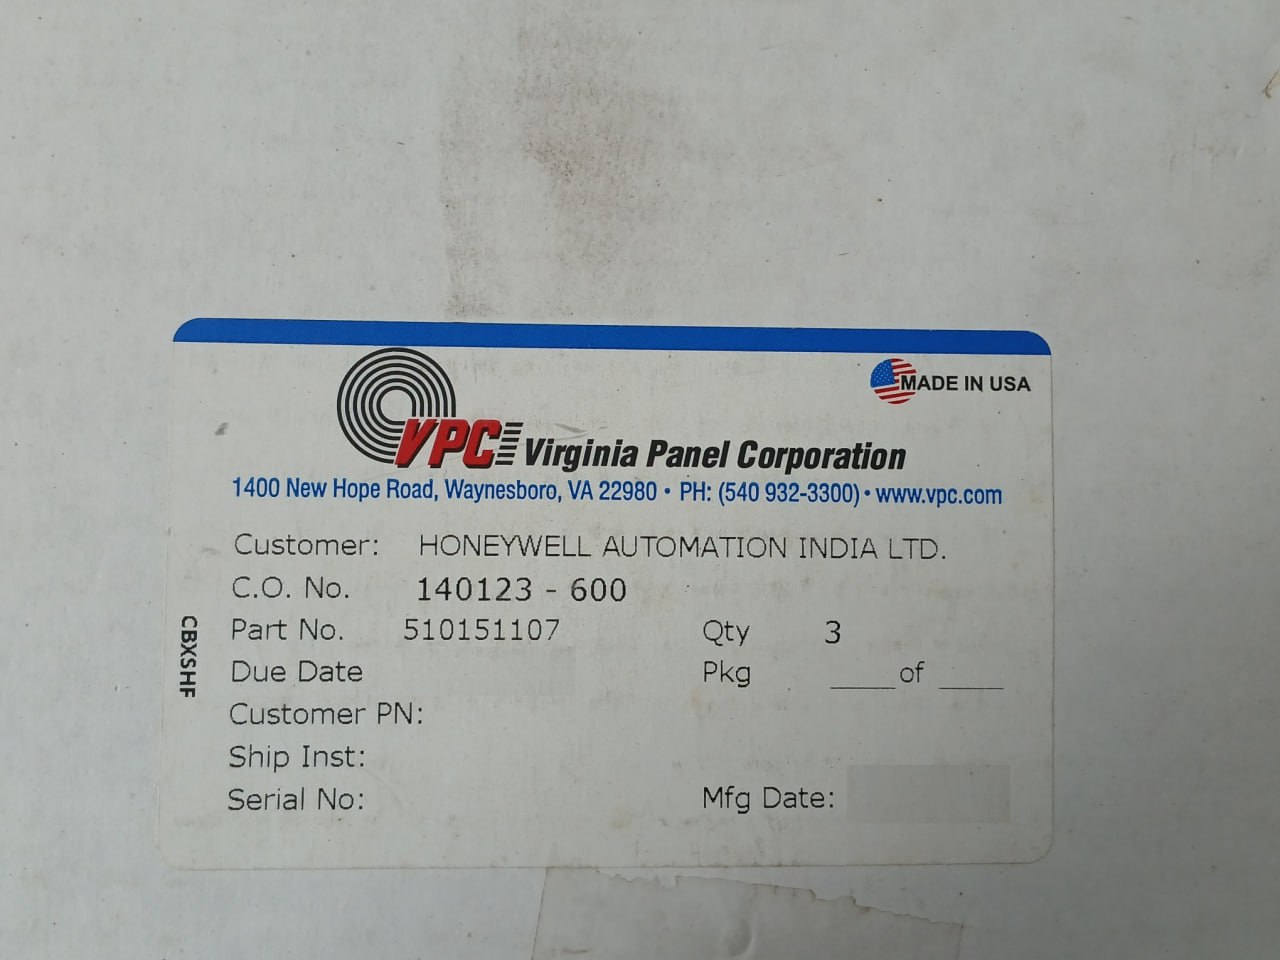 MADE IN USA
VPC Virginia Panel Corporation
1400 New Hope Road, Waynesboro, VA 22980 • PH: (540 932-3300) • www.vpc.com
Customer: HONEYWELL AUTOMATION INDIA LTD.
C.O. No. 140123 - 600
Part No. 510151107 Qty 3
Due Date Pkg ____ of ____
Customer PN:
Ship Inst:
Serial No: Mfg Date:
CBXSHF